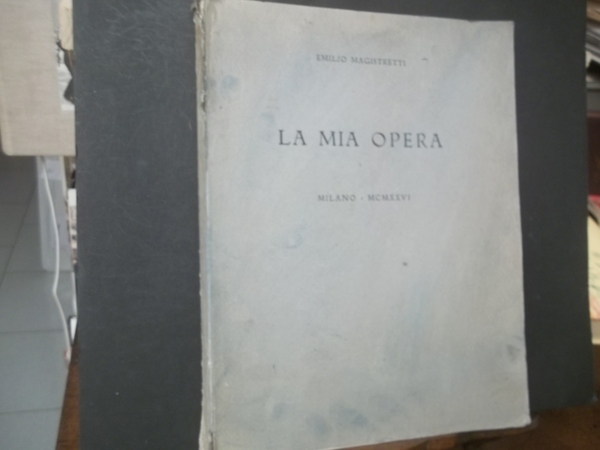 EMILIO MAGISTRETTI
LA MIA OPERA
MILANO - MCMXXVI